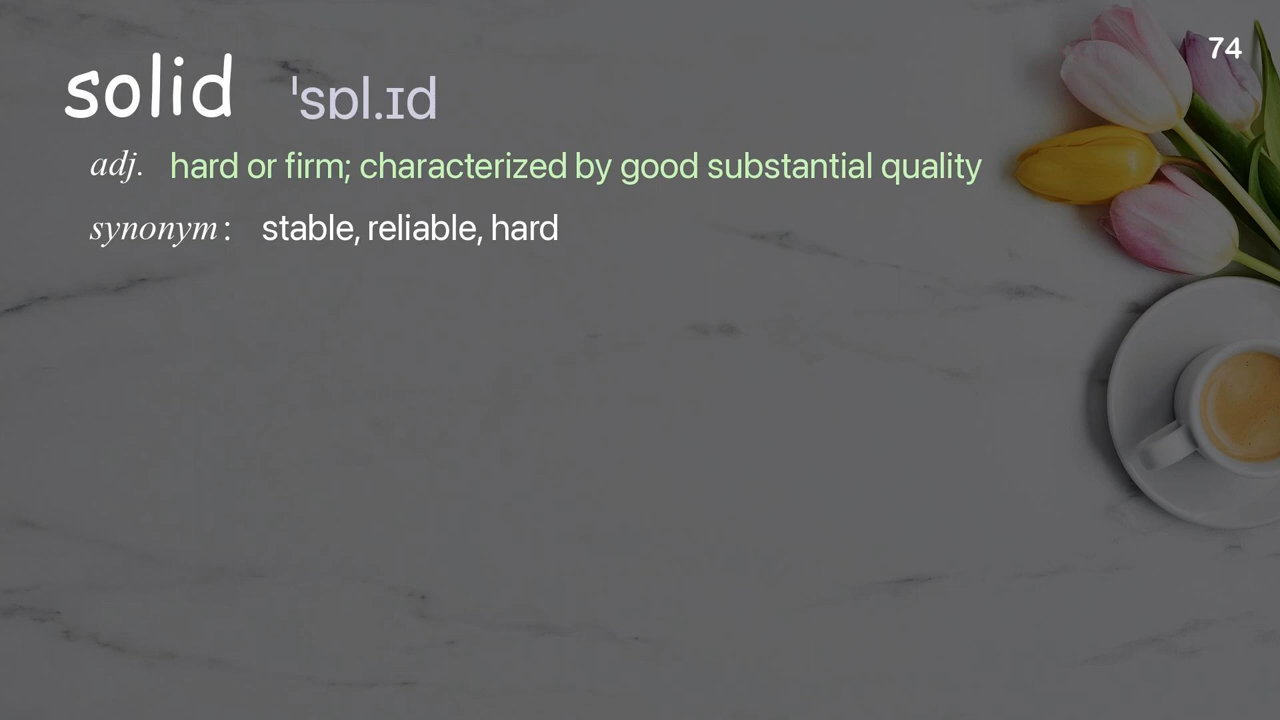 74
solid ˈsɒl.ɪd
adj. hard or firm; characterized by good substantial quality
synonym : stable, reliable, hard